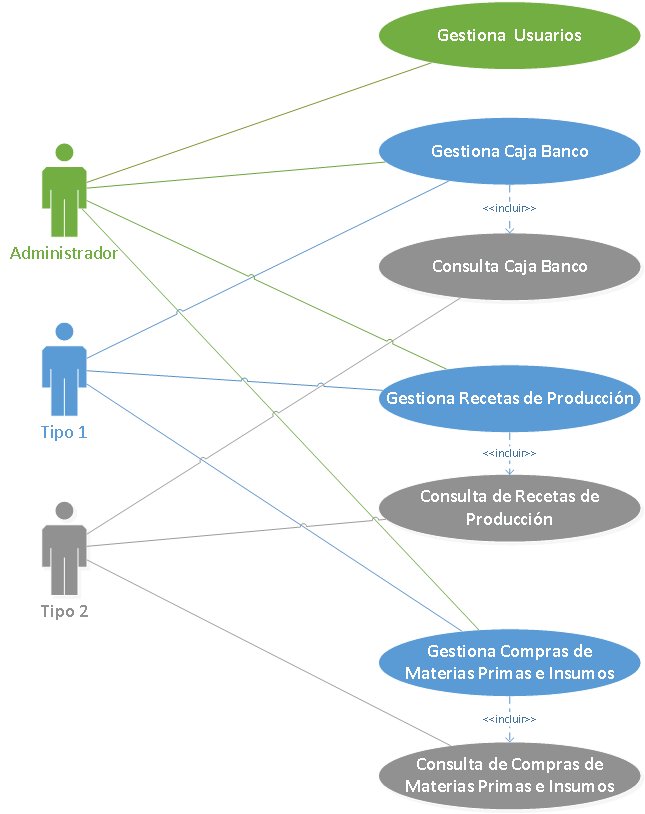 Gestiona Usuarios
Gestiona Caja Banco
<<incluir>>
Administrador
Consulta Caja Banco
Tipo 1
Gestiona Recetas de Producción
<<incluir>>
Consulta de Recetas de
Producción
Tipo 2
Gestiona Compras de
Materias Primas e Insumos
<<incluir>>
Consulta de Compras de
Materias Primas e Insumos